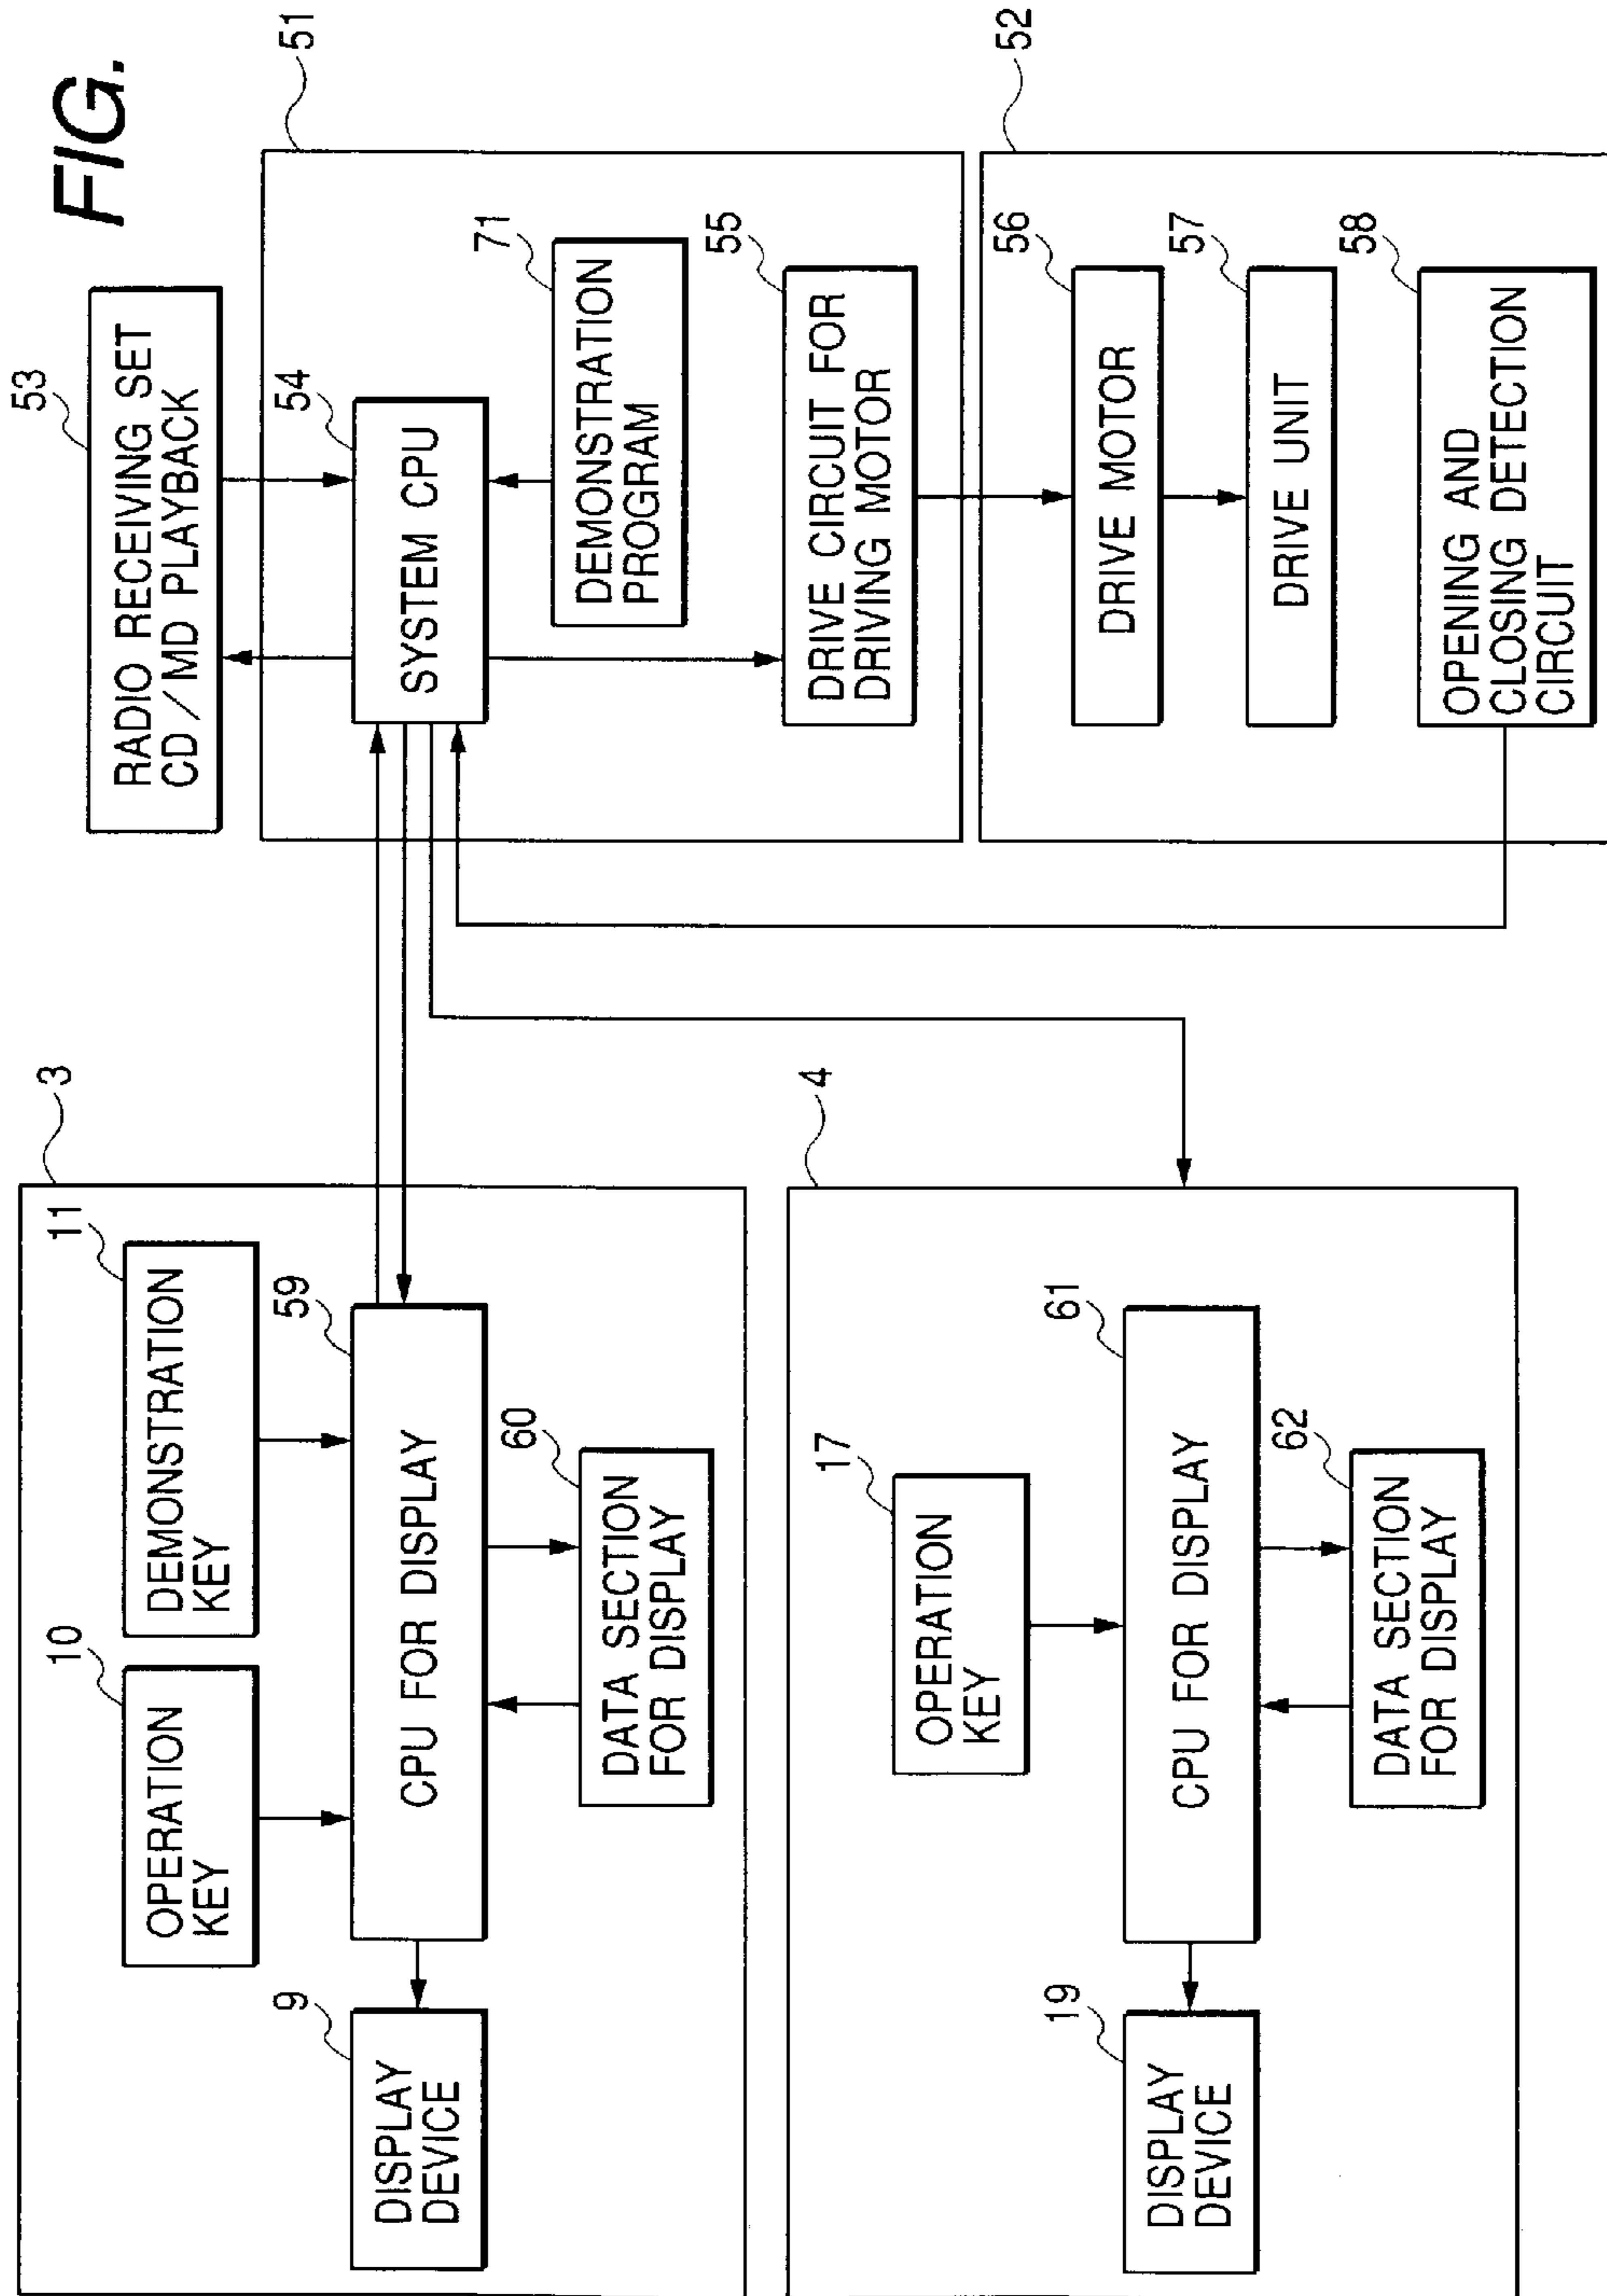 FIG.
53
RADIO RECEIVING SET
CD/MD PLAYBACK
51
54
SYSTEM CPU
71
DEMONSTRATION
PROGRAM
55
DRIVE CIRCUIT FOR
DRIVING MOTOR
52
56
DRIVE MOTOR
57
DRIVE UNIT
58
OPENING AND
CLOSING DETECTION
CIRCUIT
3
10
OPERATION
KEY
11
DEMONSTRATION
KEY
59
CPU FOR DISPLAY
9
DISPLAY
DEVICE
60
DATA SECTION
FOR DISPLAY
4
17
OPERATION
KEY
61
CPU FOR DISPLAY
19
DISPLAY
DEVICE
62
DATA SECTION
FOR DISPLAY